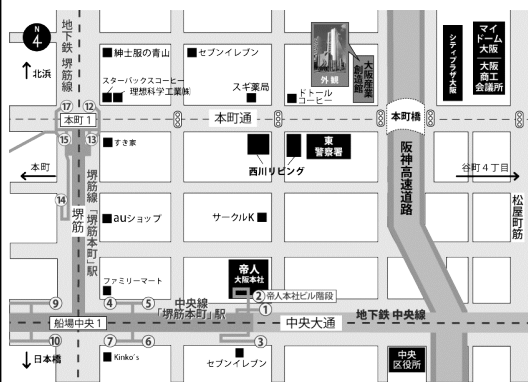 N
4
北浜
地下鉄 堺筋線
紳士服の青山
セブンイレブン
スターバックスコーヒー
理想科学工業㈱
スギ薬局
ドトール
コーヒー
外観
大阪産業
創造館
シティプラザ大阪
マイ
ドーム
大阪
大阪
商工
会議所
⑰
⑫
本町1
本町通
本町橋
⑮
⑬
すき家
西川リビング
東
警察署
阪神高速道路
本町
谷町4丁目
⑭
堺筋
堺筋線「堺筋本町」駅
auショップ
サークルK
松屋町筋
帝人
大阪本社
ファミリーマート
②帝人本社ビル階段
⑨
④
⑤
中央線
「堺筋本町」駅
①
船場中央1
中央大通
地下鉄 中央線
⑩
⑦
⑥
③
日本橋
Kinko's
セブンイレブン
中央
区役所